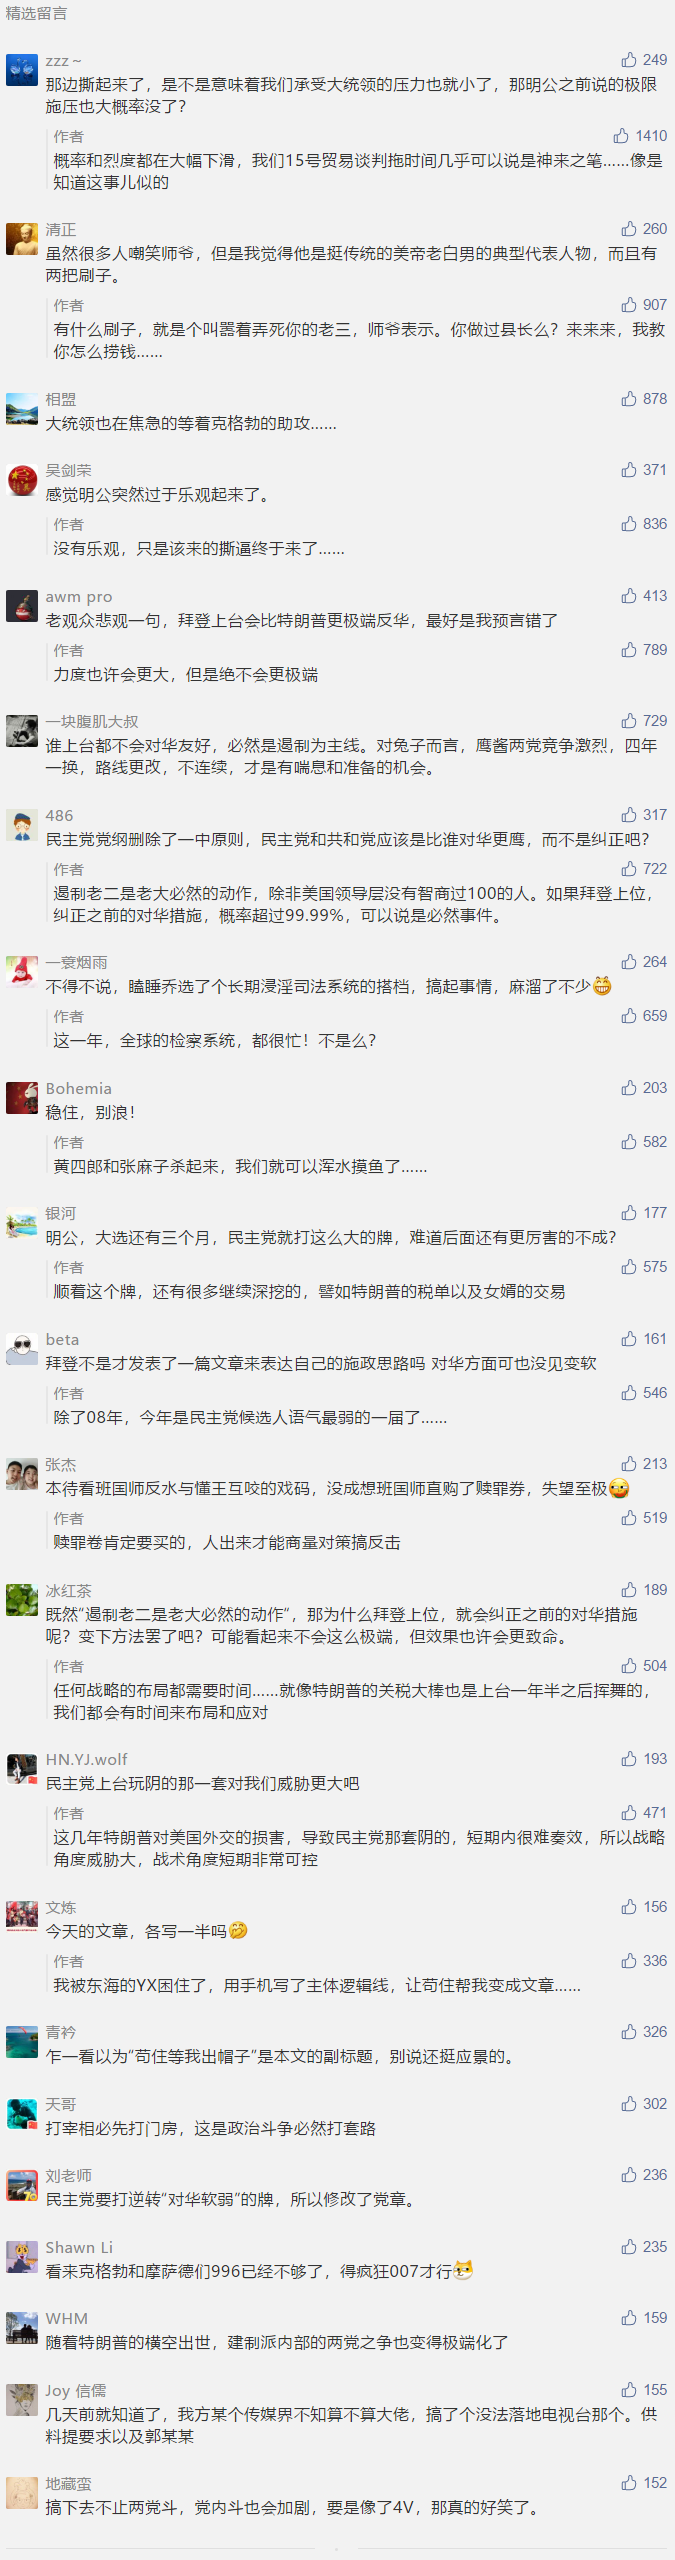 精选留言
zzz~
249
那边撕起来了，是不是意味着我们承受大统领的压力也就小了，那明公之前说的极限
施压也大概率没了？
作者
1410
概率和烈度都在大幅下滑，我们15号贸易谈判拖时间几乎可以说是神来之笔……像是
知道这事儿似的
清正
260
虽然很多人嘲笑师爷，但是我觉得他是挺传统的美帝老白男的典型代表人物，而且有
两把刷子。
作者
907
有什么刷子，就是个叫嚣着弄死你的老三，师爷表示。你做过县长么？来来来，我教
你怎么捞钱……
相盟
878
大统领也在焦急的等着克格勃的助攻……
吴剑荣
371
感觉明公突然过于乐观起来了。
作者
836
没有乐观，只是该来的撕逼终于来了……
awm pro
413
老观众悲观一句，拜登上台会比特朗普更极端反华，最好是我预言错了
作者
789
力度也许会更大，但是绝不会更极端
一块腹肌大叔
729
谁上台都不会对华友好，必然是遏制为主线。对兔子而言，鹰酱两党竞争激烈，四年
一换，路线更改，不连续，才是有喘息和准备的机会。
486
317
民主党党纲删除了一中原则，民主党和共和党应该是比谁对华更鹰，而不是纠正吧？
作者
722
遏制老二是老大必然的动作，除非美国领导层没有智商过100的人。如果拜登上位，
纠正之前的对华措施，概率超过99.99%，可以说是必然事件。
一蓑烟雨
264
不得不说，瞌睡乔选了个长期浸淫司法系统的搭档，搞起事情，麻溜了不少😁
作者
659
这一年，全球的检察系统，都很忙！不是么？
Bohemia
203
稳住，别浪！
作者
582
黄四郎和张麻子杀起来，我们就可以浑水摸鱼了……
银河
177
明公，大选还有三个月，民主党就打这么大的牌，难道后面还有更厉害的不成？
作者
575
顺着这个牌，还有很多继续深挖的，譬如特朗普的税单以及女婿的交易
beta
161
拜登不是才发表了一篇文章来表达自己的施政思路吗 对华方面可也没见变软
作者
546
除了08年，今年是民主党候选人语气最弱的一届了……
张杰
213
本待看班国师反水与懂王互咬的戏码，没成想班国师直购了赎罪券，失望至极
作者
519
赎罪卷肯定要买的，人出来才能商量对策搞反击
冰红茶
189
既然“遏制老二是老大必然的动作“，那为什么拜登上位，就会纠正之前的对华措施
呢？变下方法罢了吧？可能看起来不会这么极端，但效果也许会更致命。
作者
504
任何战略的布局都需要时间……就像特朗普的关税大棒也是上台一年半之后挥舞的，
我们都会有时间来布局和应对
HN.YJ.wolf
193
民主党上台玩阴的那一套对我们威胁更大吧
作者
471
这几年特朗普对美国外交的损害，导致民主党那套阴的，短期内很难奏效，所以战略
角度威胁大，战术角度短期非常可控
文炼
156
今天的文章，各写一半吗🤣
作者
336
我被东海的YX困住了，用手机写了主体逻辑线，让苟住帮我变成文章……
青衿
326
乍一看以为“苟住等我出帽子”是本文的副标题，别说还挺应景的。
天哥
302
打宰相必先打门房，这是政治斗争必然打套路
刘老师
236
民主党要打逆转“对华软弱”的牌，所以修改了党章。
Shawn Li
235
看来克格勃和摩萨德们996已经不够了，得疯狂007才行
WHM
159
随着特朗普的横空出世，建制派内部的两党之争也变得极端化了
Joy 信儒
155
几天前就知道了，我方某个传媒界不知算不算大佬，搞了个没法落地电视台那个。供
料提要求以及郭某某
地藏蛮
152
搞下去不止两党斗，党内斗也会加剧，要是像了4V，那真的好笑了。